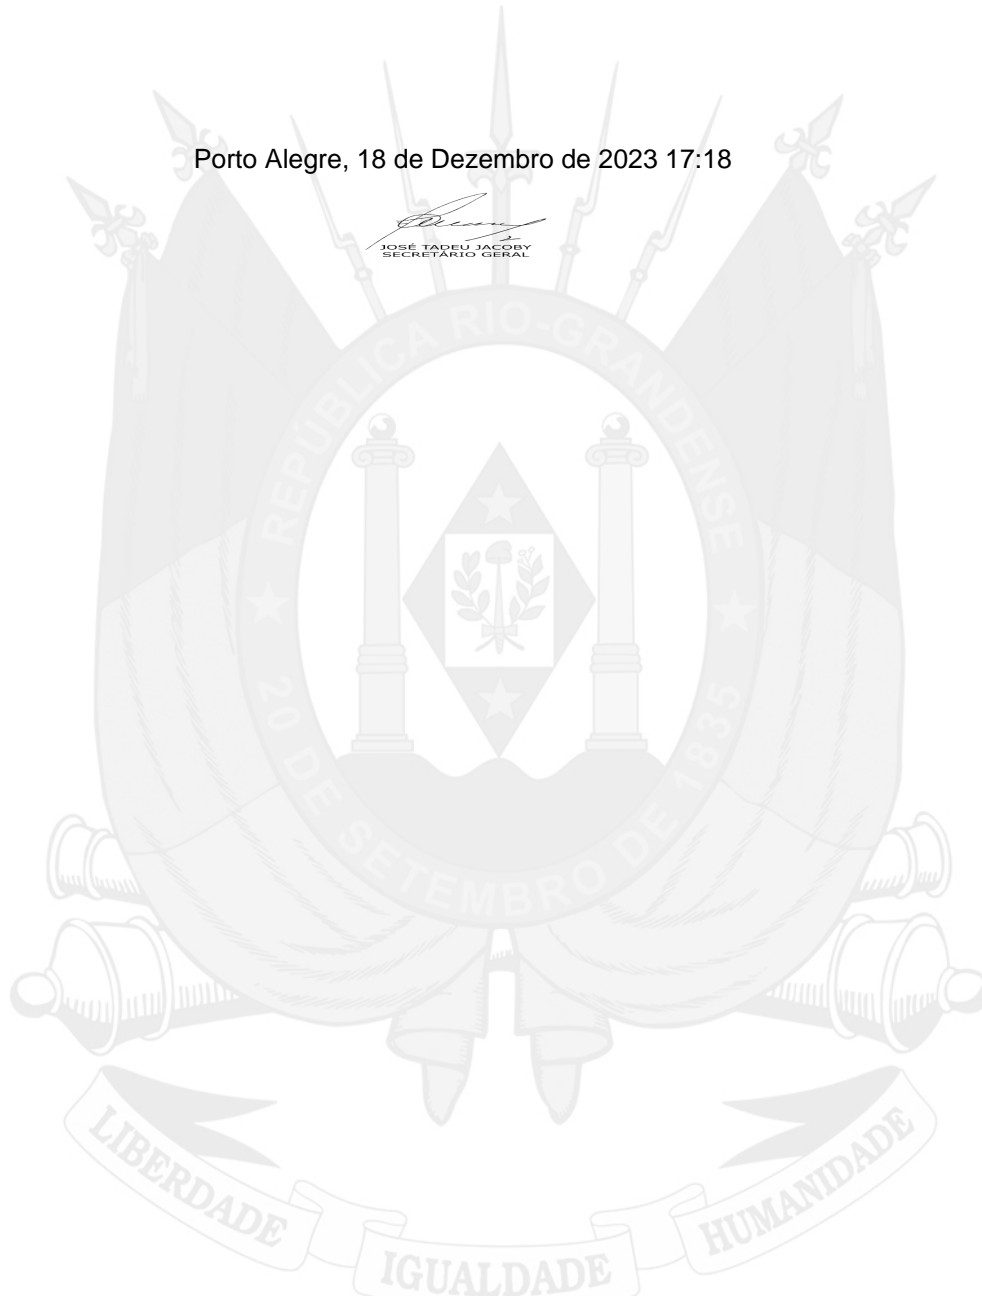 Porto Alegre, 18 de Dezembro de 2023 17:18
JOSÉ TADEU JACOBY
SECRETÁRIO GERAL
REPÚBLICA RIO-GRANDENSE
20 DE SETEMBRO DE 1835
LIBERDADE
IGUALDADE
HUMANIDADE